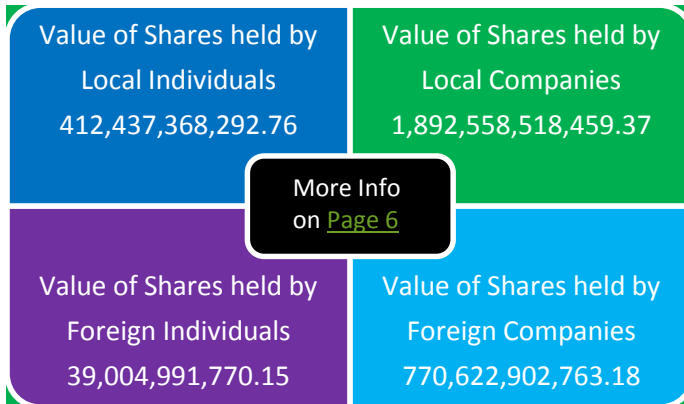 Value of Shares held by
Local Individuals
412,437,368,292.76
Value of Shares held by
Local Companies
1,892,558,518,459.37
More Info
on Page 6
Value of Shares held by
Foreign Individuals
39,004,991,770.15
Value of Shares held by
Foreign Companies
770,622,902,763.18